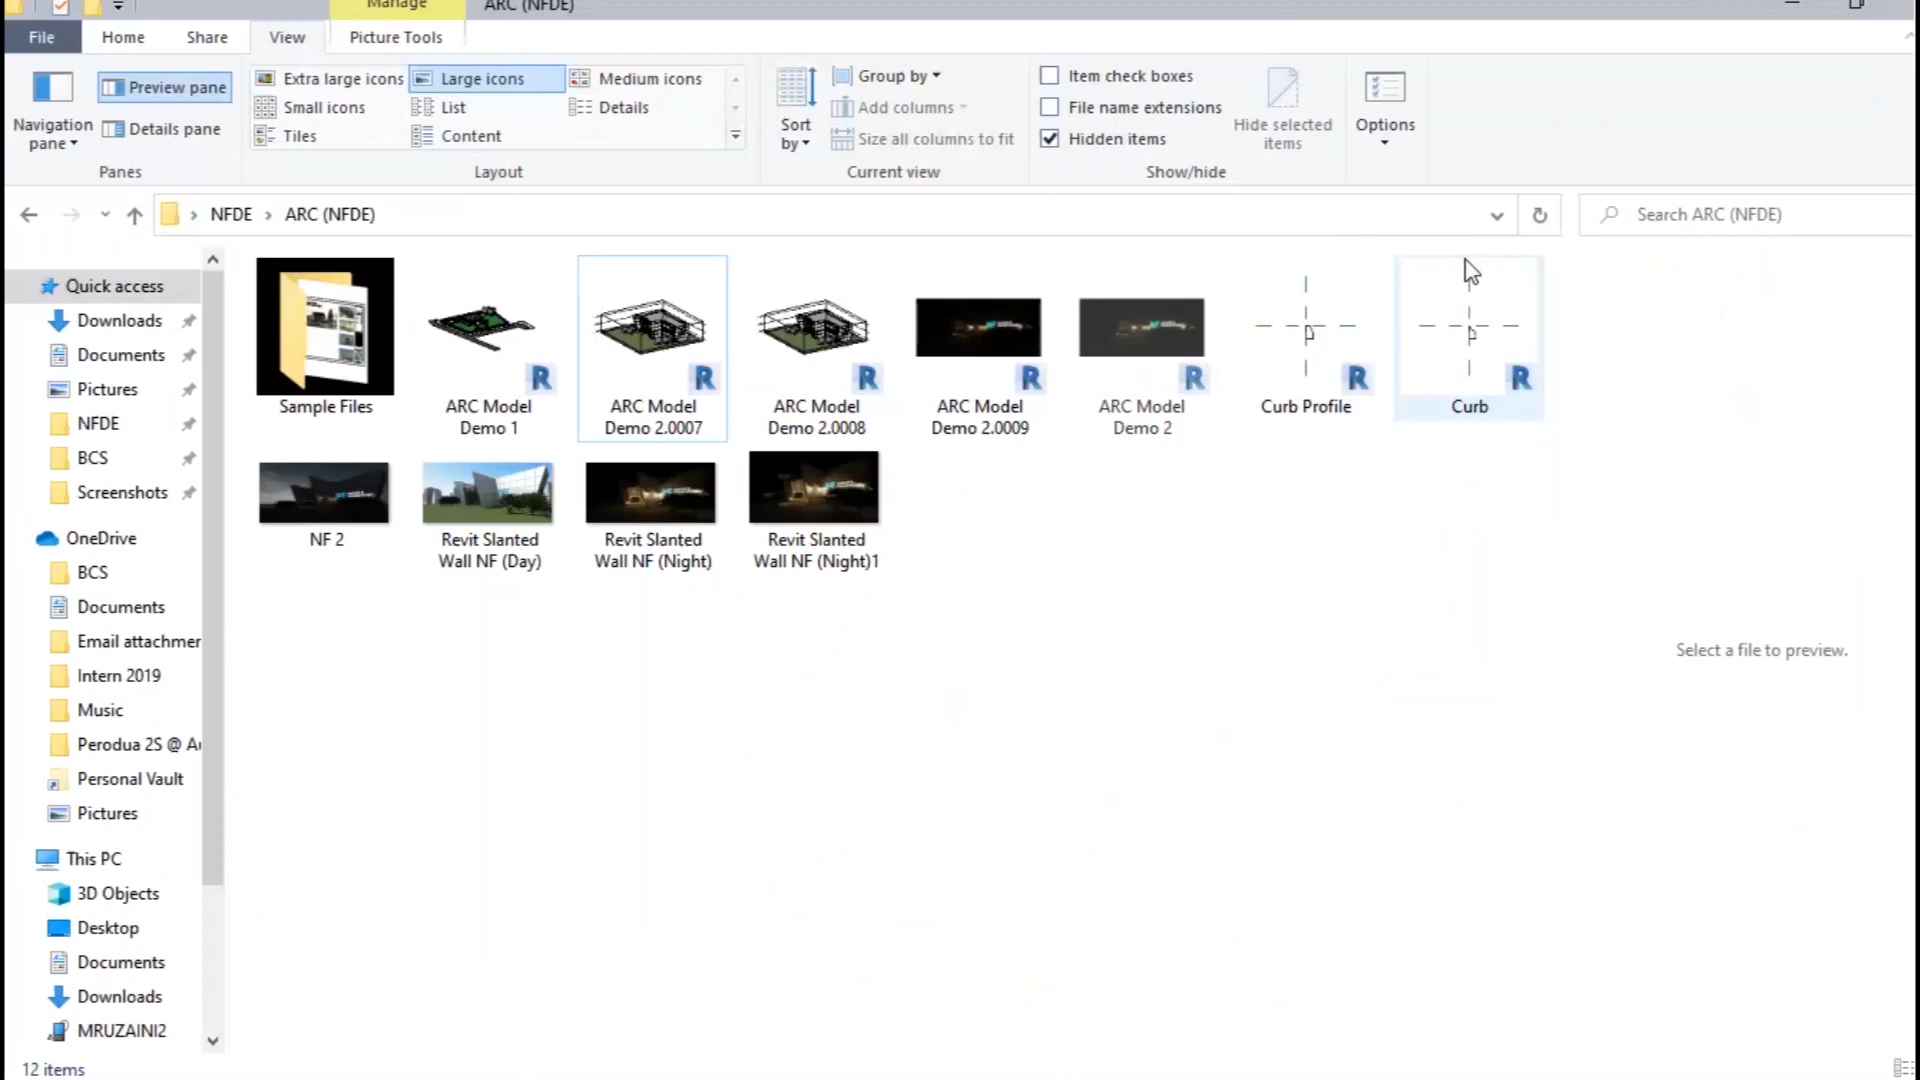 Manage
ARC (NFDE)
File
Home
Share
View
Picture Tools
Navigation
pane
Preview pane
Details pane
Panes
Extra large icons
Large icons
Medium icons
Small icons
List
Details
Tiles
Content
Layout
Sort
by
Group by
Add columns
Size all columns to fit
Current view
Item check boxes
File name extensions
Hidden items
Hide selected
items
Show/hide
Options
NFDE > ARC (NFDE)
Search ARC (NFDE)
Quick access
Downloads
Documents
Pictures
NFDE
BCS
Screenshots
OneDrive
BCS
Documents
Email attachmer
Intern 2019
Music
Perodua 2S @ A
Personal Vault
Pictures
This PC
3D Objects
Desktop
Documents
Downloads
MRUZAINI2
Sample Files
ARC Model
Demo 1
ARC Model
Demo 2.0007
ARC Model
Demo 2.0008
ARC Model
Demo 2.0009
ARC Model
Demo 2
Curb Profile
Curb
NF 2
Revit Slanted
Wall NF (Day)
Revit Slanted
Wall NF (Night)
Revit Slanted
Wall NF (Night)1
Select a file to preview.
12 items